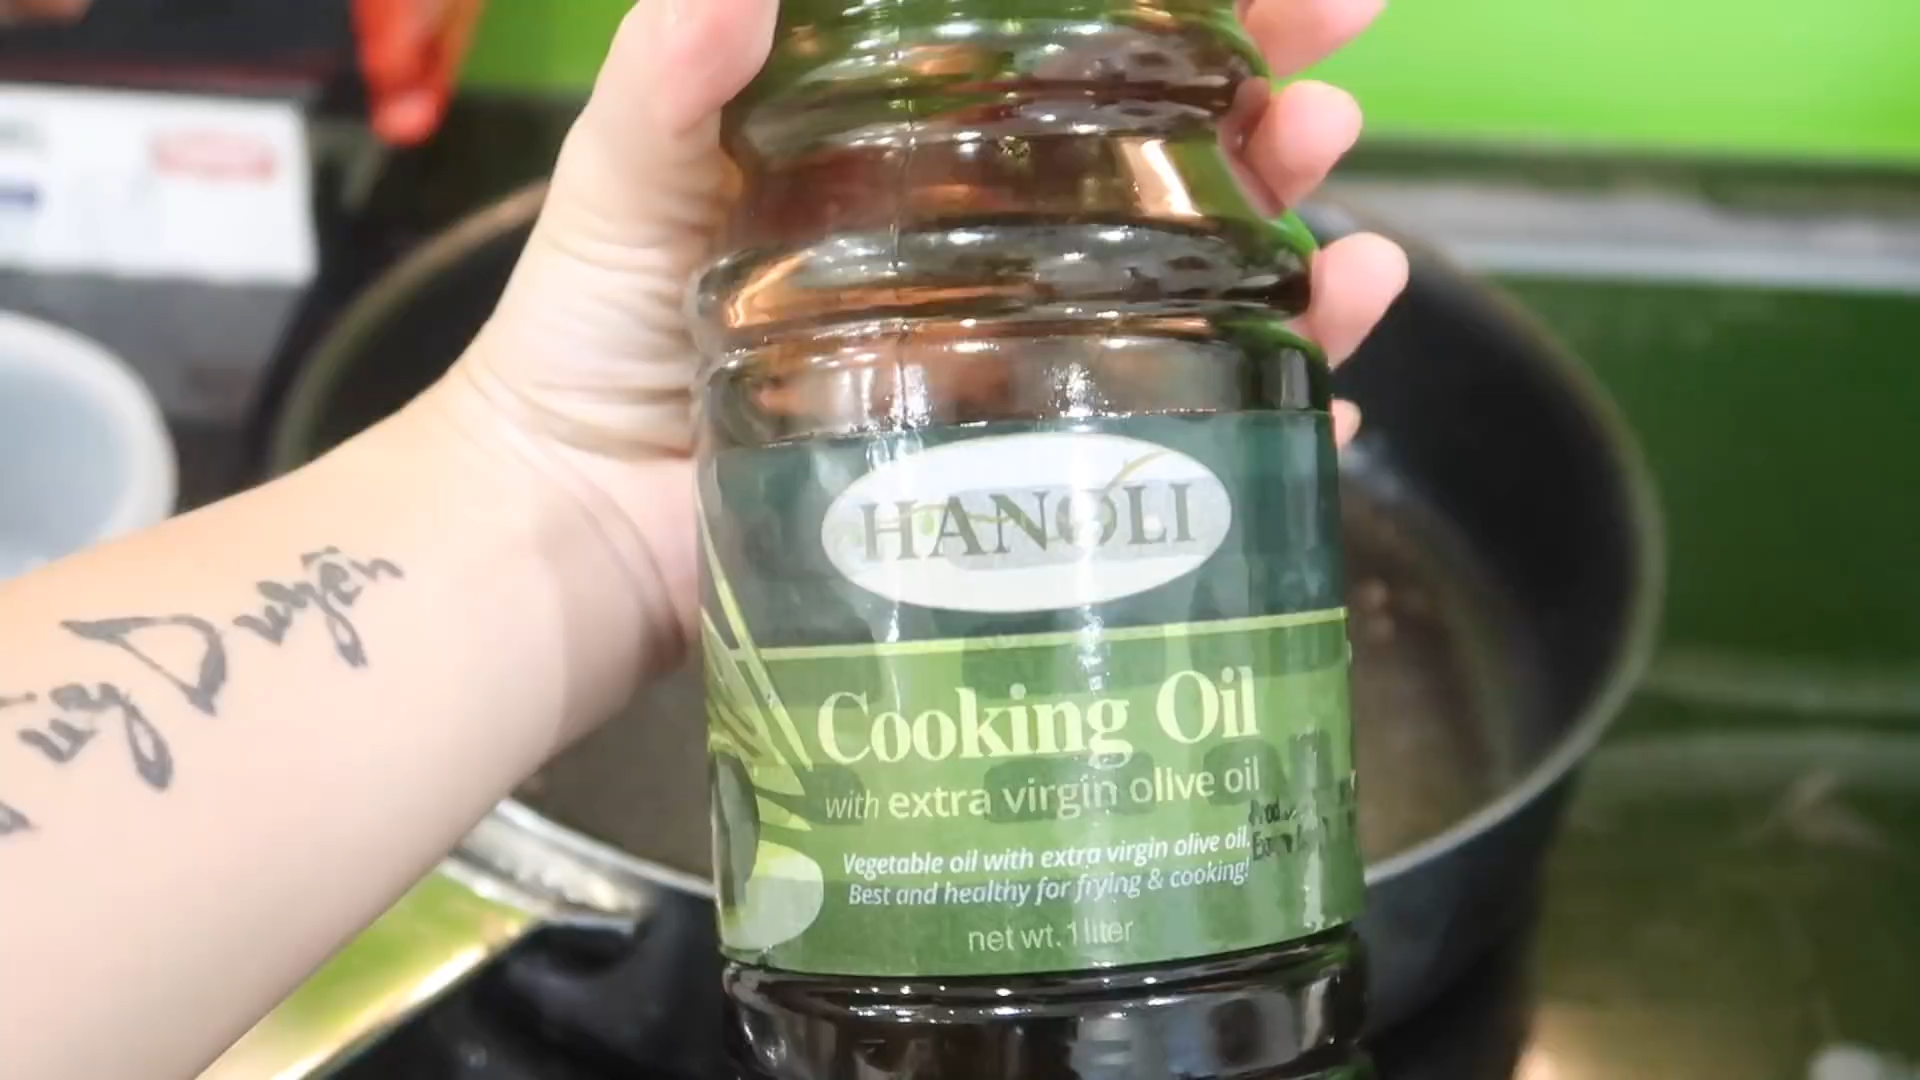 HANOLI
Cooking Oil
with extra virgin olive oil
Vegetable oil with extra virgin olive oil.
Best and healthy for frying & cooking!
net wt. 1 liter
Duyên